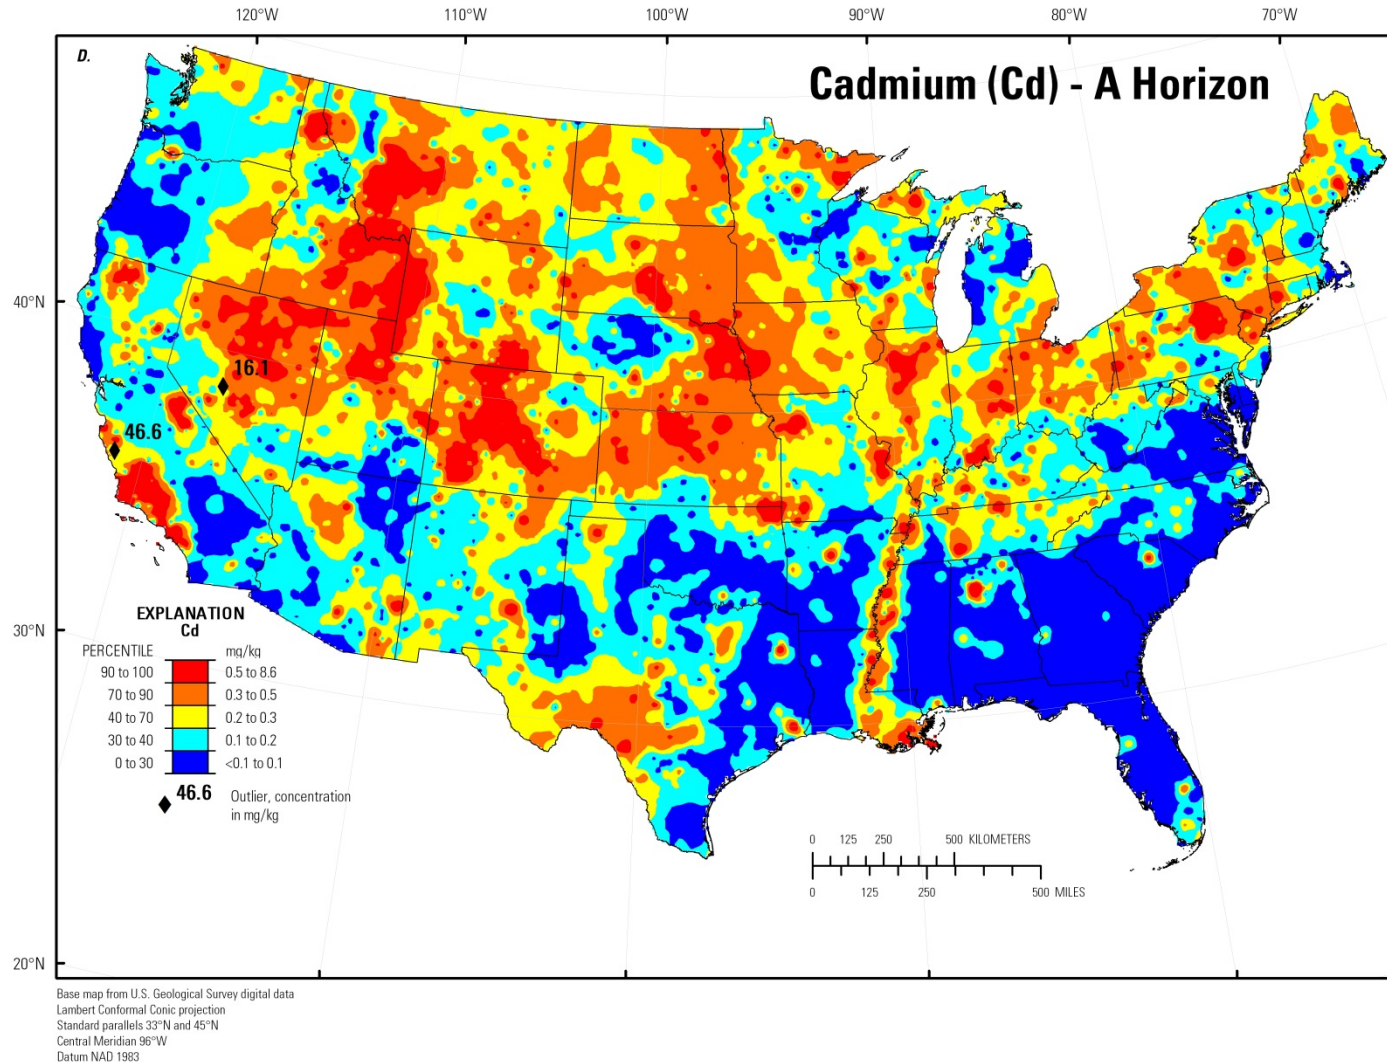 120°W 110°W 100°W 90°W 80°W 70°W
D.
Cadmium (Cd) - A Horizon
40°N
16.1
46.6
30°N
EXPLANATION
Cd
PERCENTILE mg/kg
90 to 100 0.5 to 8.6
70 to 90 0.3 to 0.5
40 to 70 0.2 to 0.3
30 to 40 0.1 to 0.2
0 to 30 <0.1 to 0.1
46.6 Outlier, concentration
in mg/kg
0 125 250 500 KILOMETERS
0 125 250 500 MILES
20°N
Base map from U.S. Geological Survey digital data
Lambert Conformal Conic projection
Standard parallels 33°N and 45°N
Central Meridian 96°W
Datum NAD 1983